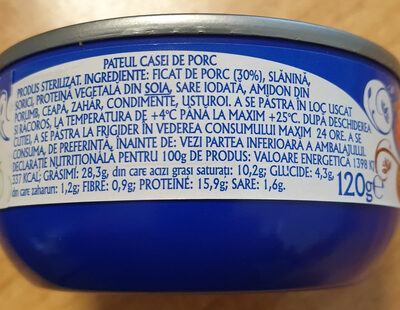 PATEUL CASEI DE PORC
PRODUS STERILIZAT. INGREDIENTE: FICAT DE PORC (30%), SLĂNINĂ,
SORICI, PROTEINĂ VEGETALĂ DIN SOIA, SARE IODATĂ, AMIDON DIN
PORUMB, CEAPĂ, ZAHĂR, CONDIMENTE, USTUROI. A SE PĂSTRA ÎN LOC USCAT
ȘI RACOROS, LA TEMPERATURA DE +4°C PÂNĂ LA MAXIM +25°C. DUPĂ DESCHIDEREA
CUTIEI, A SE PĂSTRA LA FRIGIDER ÎN VEDEREA CONSUMULUI MAXIM 24 ORE. A SE
CONSUMA, DE PREFERINȚĂ, ÎNAINTE DE: VEZI PARTEA INFERIOARĂ A AMBALAJULUI.
DECLARAȚIE NUTRIȚIONALĂ PENTRU 100g DE PRODUS: VALOARE ENERGETICĂ 1398 KJ
337 KCAL; GRĂSIMI: 28,3g, din care acizi grași saturați: 10,2g; GLUCIDE: 4,3g,
din care zaharuri: 1,2g; FIBRE: 0,9g; PROTEINE: 15,9g; SARE: 1,6g.
120g